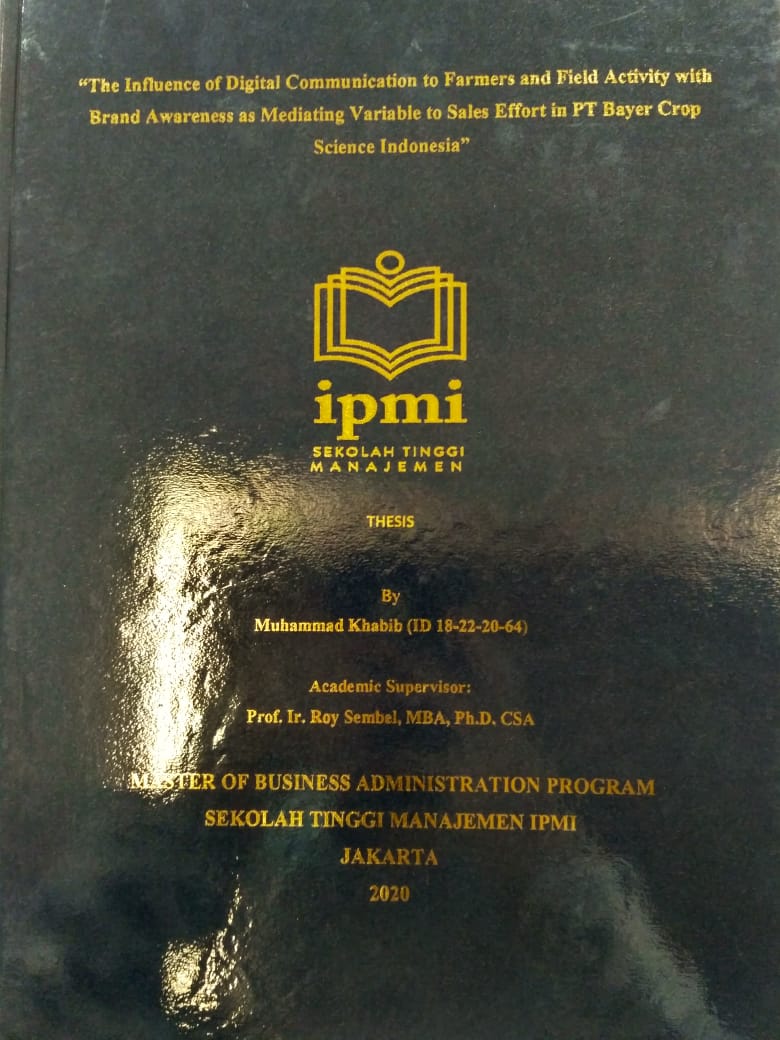 “The Influence of Digital Communication to Farmers and Field Activity with
Brand Awareness as Mediating Variable to Sales Effort in PT Bayer Crop
Science Indonesia”
ipmi
SEKOLAH TINGGI
MANAJEMEN
THESIS
By
Muhammad Khabib (ID 18-22-20-64)
Academic Supervisor:
Prof. Ir. Roy Sembel, MBA, Ph.D. CSA
MASTER OF BUSINESS ADMINISTRATION PROGRAM
SEKOLAH TINGGI MANAJEMEN IPMI
JAKARTA
2020